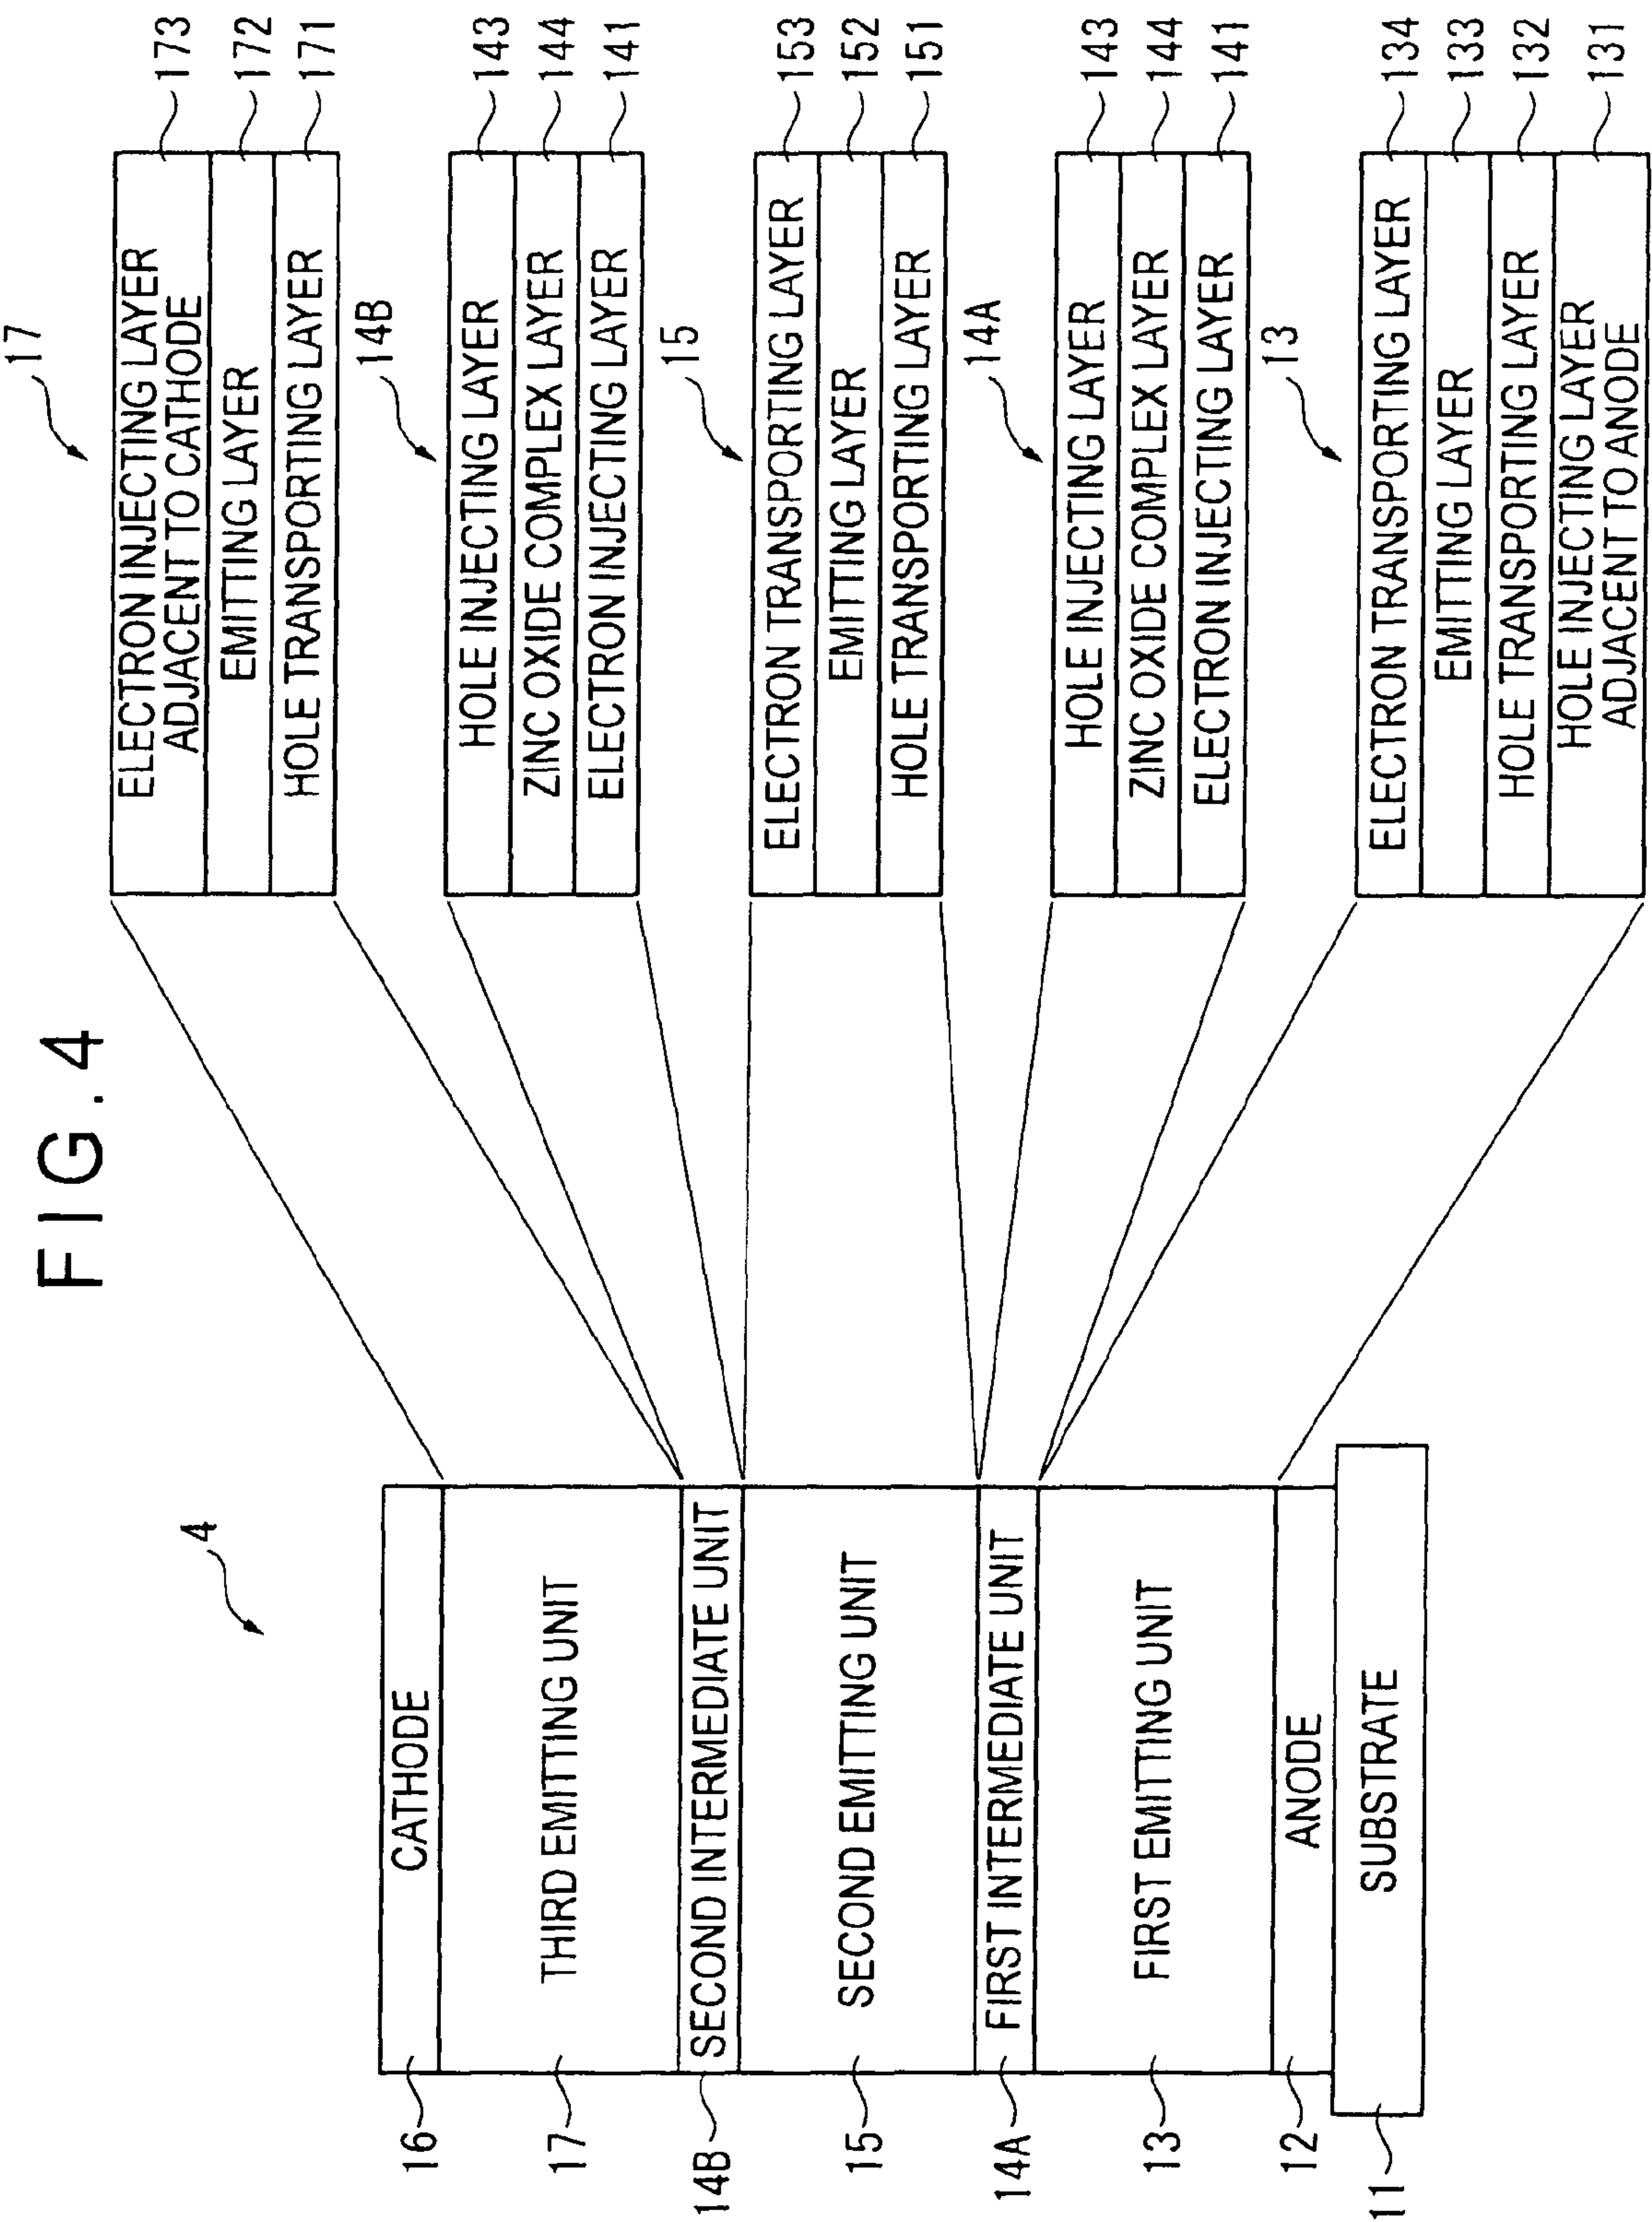 FIG. 4
4
16
CATHODE
17
THIRD EMITTING UNIT
14B
SECOND INTERMEDIATE UNIT
15
SECOND EMITTING UNIT
14A
FIRST INTERMEDIATE UNIT
13
FIRST EMITTING UNIT
12
ANODE
11
SUBSTRATE
17
ELECTRON INJECTING LAYER
ADJACENT TO CATHODE
173
EMITTING LAYER
172
HOLE TRANSPORTING LAYER
171
14B
HOLE INJECTING LAYER
143
ZINC OXIDE COMPLEX LAYER
144
ELECTRON INJECTING LAYER
141
15
ELECTRON TRANSPORTING LAYER
153
EMITTING LAYER
152
HOLE TRANSPORTING LAYER
151
14A
HOLE INJECTING LAYER
143
ZINC OXIDE COMPLEX LAYER
144
ELECTRON INJECTING LAYER
141
13
ELECTRON TRANSPORTING LAYER
134
EMITTING LAYER
133
HOLE TRANSPORTING LAYER
132
HOLE INJECTING LAYER
ADJACENT TO ANODE
131